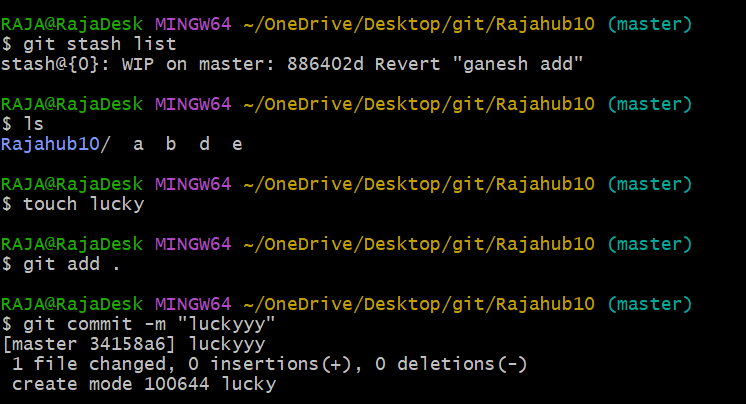 RAJA@RajaDesk MINGW64 ~/OneDrive/Desktop/git/Rajahub10 (master)
$ git stash list
stash@{0}: WIP on master: 886402d Revert "ganesh add"
RAJA@RajaDesk MINGW64 ~/OneDrive/Desktop/git/Rajahub10 (master)
$ ls
Rajahub10/  a  b  d  e
RAJA@RajaDesk MINGW64 ~/OneDrive/Desktop/git/Rajahub10 (master)
$ touch lucky
RAJA@RajaDesk MINGW64 ~/OneDrive/Desktop/git/Rajahub10 (master)
$ git add .
RAJA@RajaDesk MINGW64 ~/OneDrive/Desktop/git/Rajahub10 (master)
$ git commit -m "luckyyy"
[master 34158a6] luckyyy
 1 file changed, 0 insertions(+), 0 deletions(-)
 create mode 100644 lucky